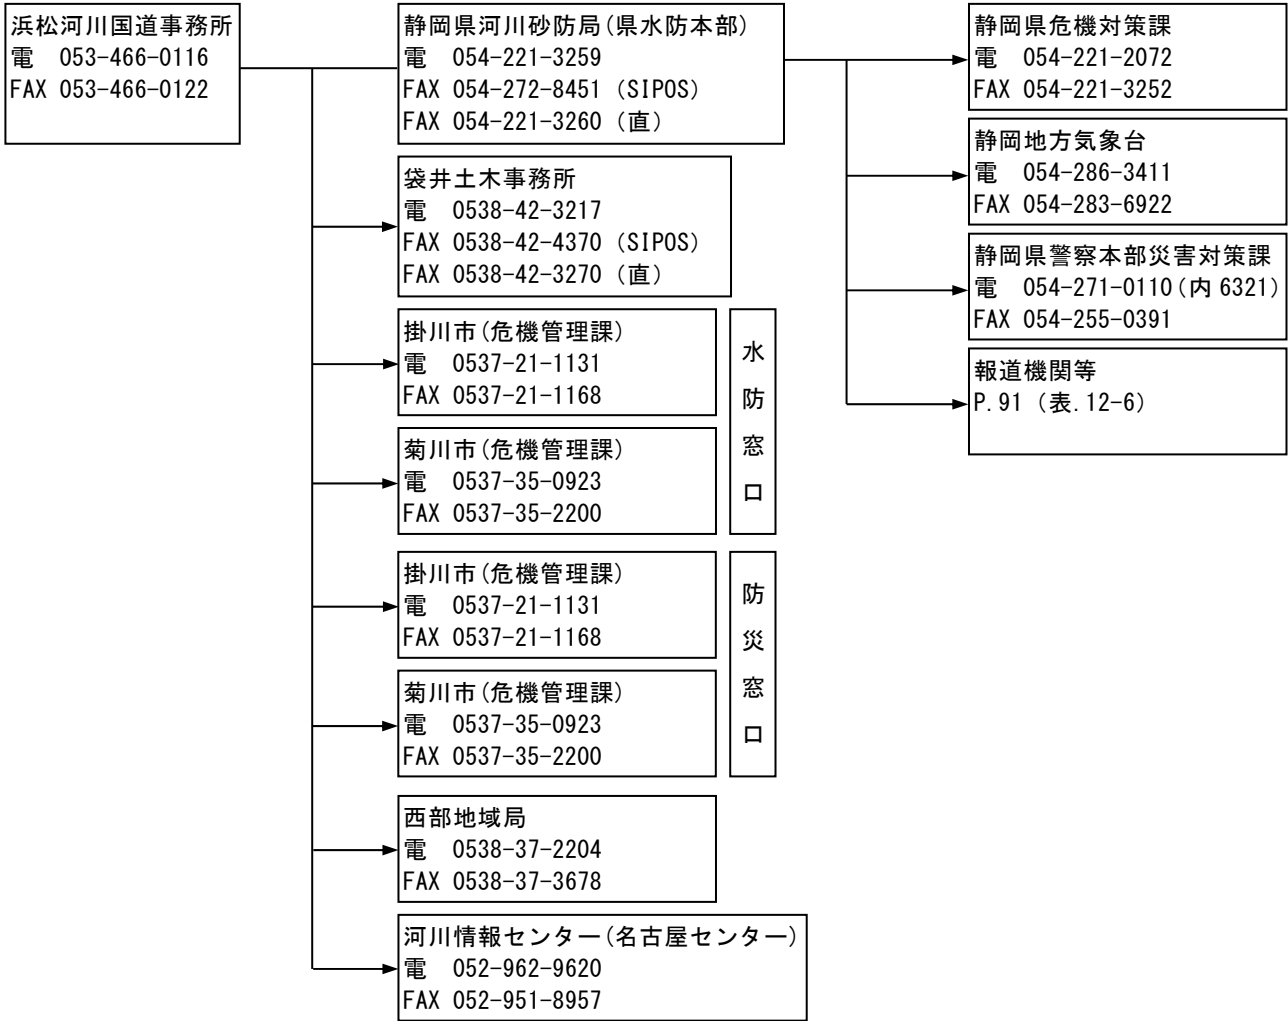 浜松河川国道事務所
電　053-466-0116
FAX 053-466-0122
静岡県河川砂防局(県水防本部)
電　054-221-3259
FAX 054-272-8451 (SIPOS)
FAX 054-221-3260 (直)
袋井土木事務所
電　0538-42-3217
FAX 0538-42-4370 (SIPOS)
FAX 0538-42-3270 (直)
掛川市(危機管理課)
電　0537-21-1131
FAX 0537-21-1168
菊川市(危機管理課)
電　0537-35-0923
FAX 0537-35-2200
水防窓口
掛川市(危機管理課)
電　0537-21-1131
FAX 0537-21-1168
菊川市(危機管理課)
電　0537-35-0923
FAX 0537-35-2200
防災窓口
西部地域局
電　0538-37-2204
FAX 0538-37-3678
河川情報センター(名古屋センター)
電　052-962-9620
FAX 052-951-8957
静岡県危機対策課
電　054-221-2072
FAX 054-221-3252
静岡地方気象台
電　054-286-3411
FAX 054-283-6922
静岡県警察本部災害対策課
電　054-271-0110(内6321)
FAX 054-255-0391
報道機関等
P.91 (表.12-6)